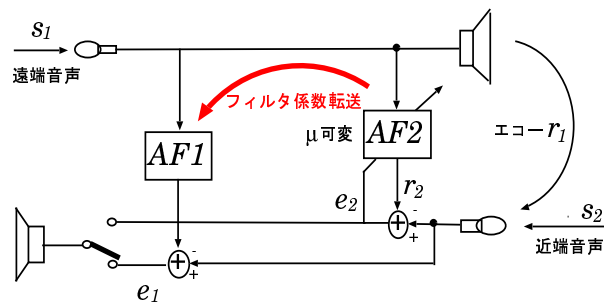 s1
遠端音声
フィルタ係数転送
μ可変
AF1
AF2
エコーr1
e2
r2
s2
近端音声
-
+
+
-
+
+
e1